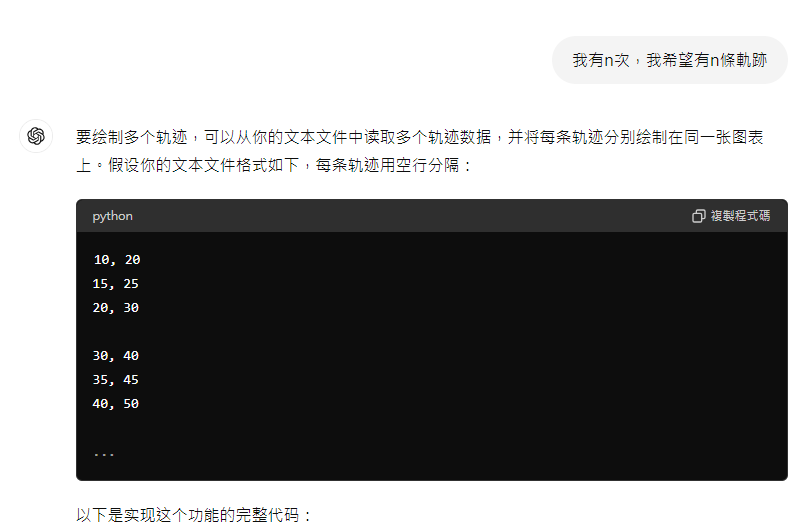 我有n次，我希望有n條軌跡
要绘制多个轨迹，可以从你的文本文件中读取多个轨迹数据，并将每条轨迹分别绘制在同一张图表
上。假设你的文本文件格式如下，每条轨迹用空行分隔：
python
複製程式碼
10, 20
15, 25
20, 30
30, 40
35, 45
40, 50
...
以下是实现这个功能的完整代码：